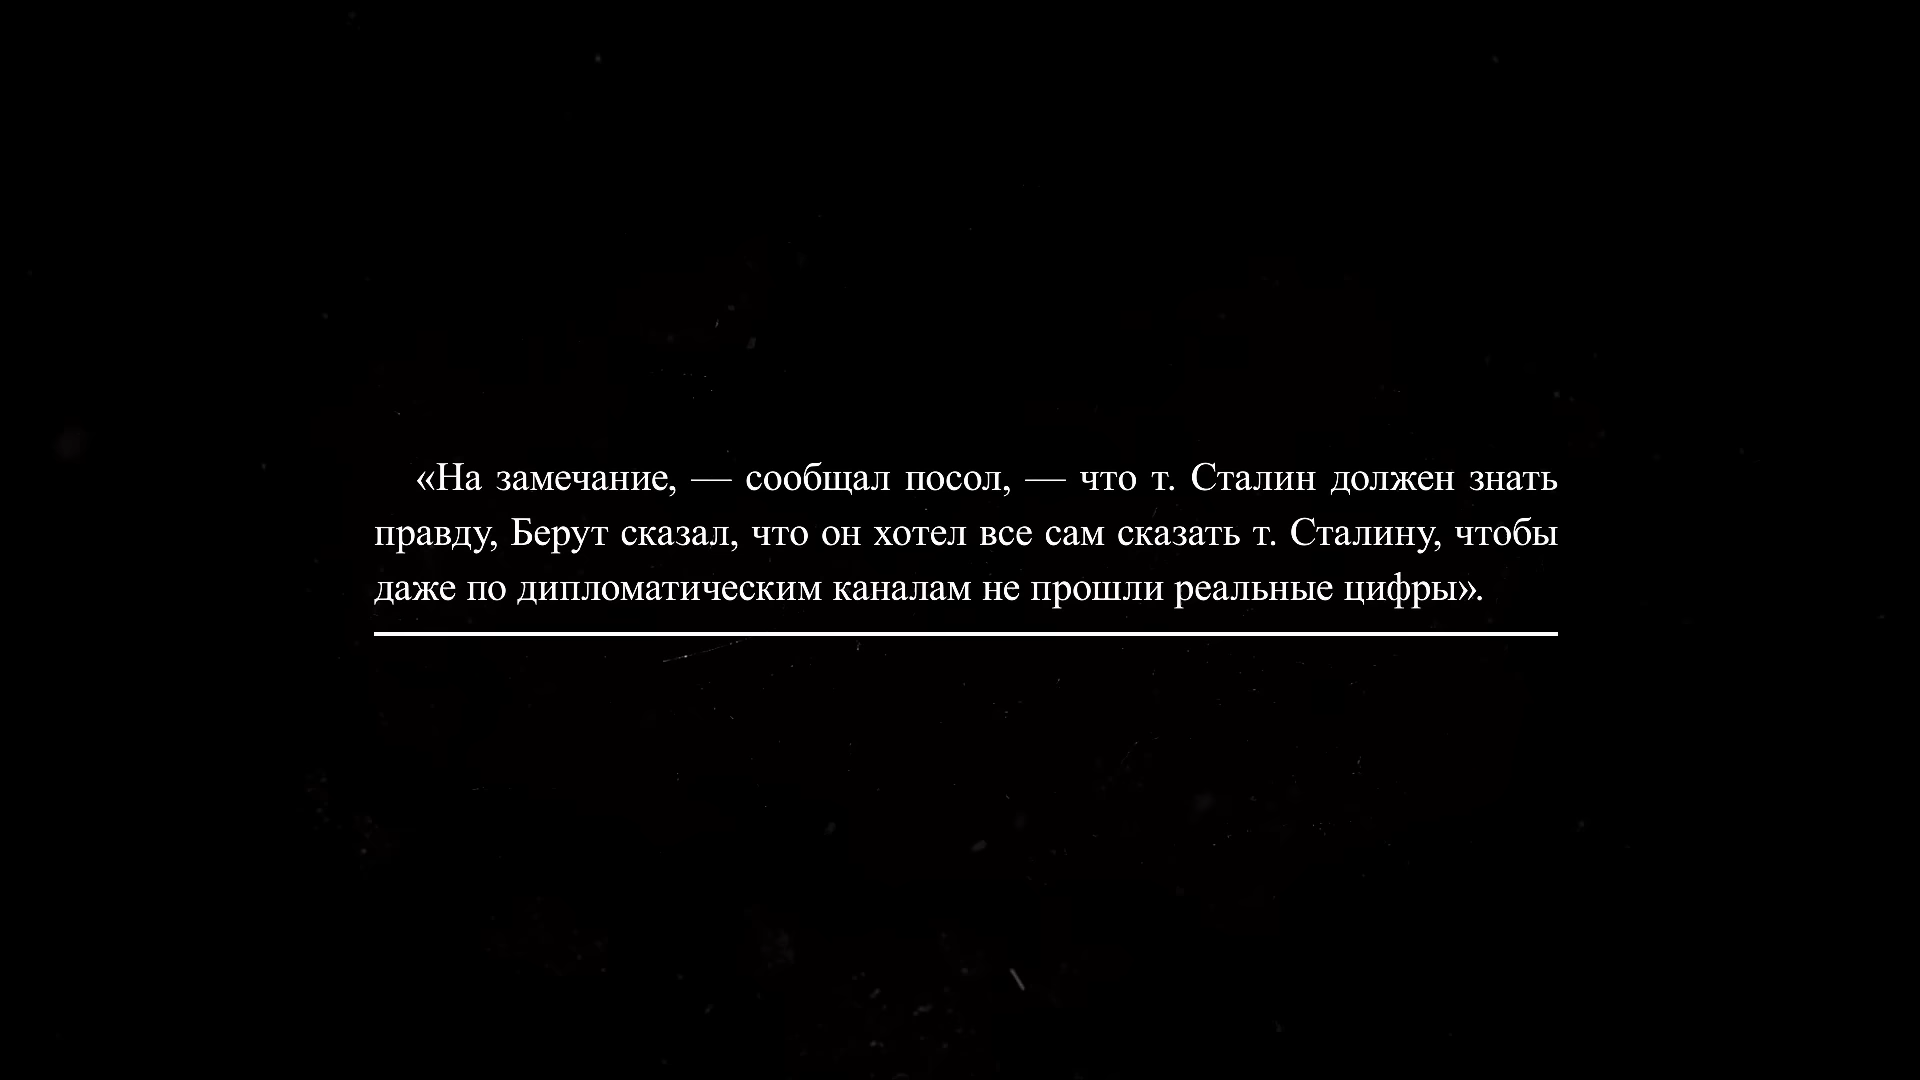 «На замечание, — сообщал посол, — что т. Сталин должен знать
правду, Берут сказал, что он хотел все сам сказать т. Сталину, чтобы
даже по дипломатическим каналам не прошли реальные цифры».